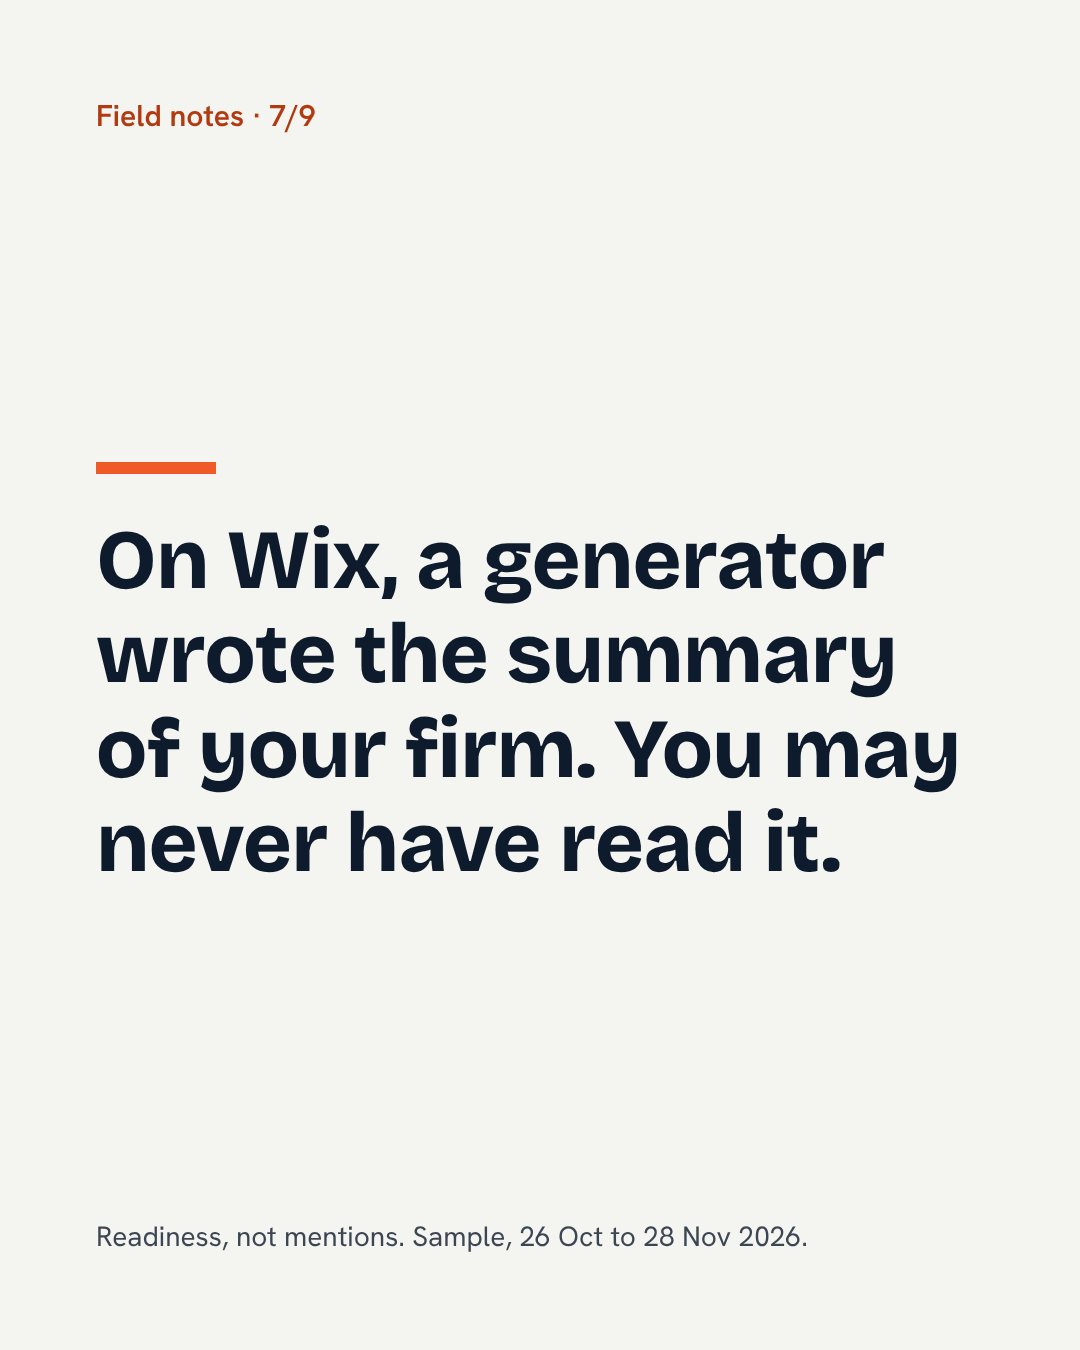 Field notes · 7/9
On Wix, a generator
wrote the summary
of your firm. You may
never have read it.
Readiness, not mentions. Sample, 26 Oct to 28 Nov 2026.